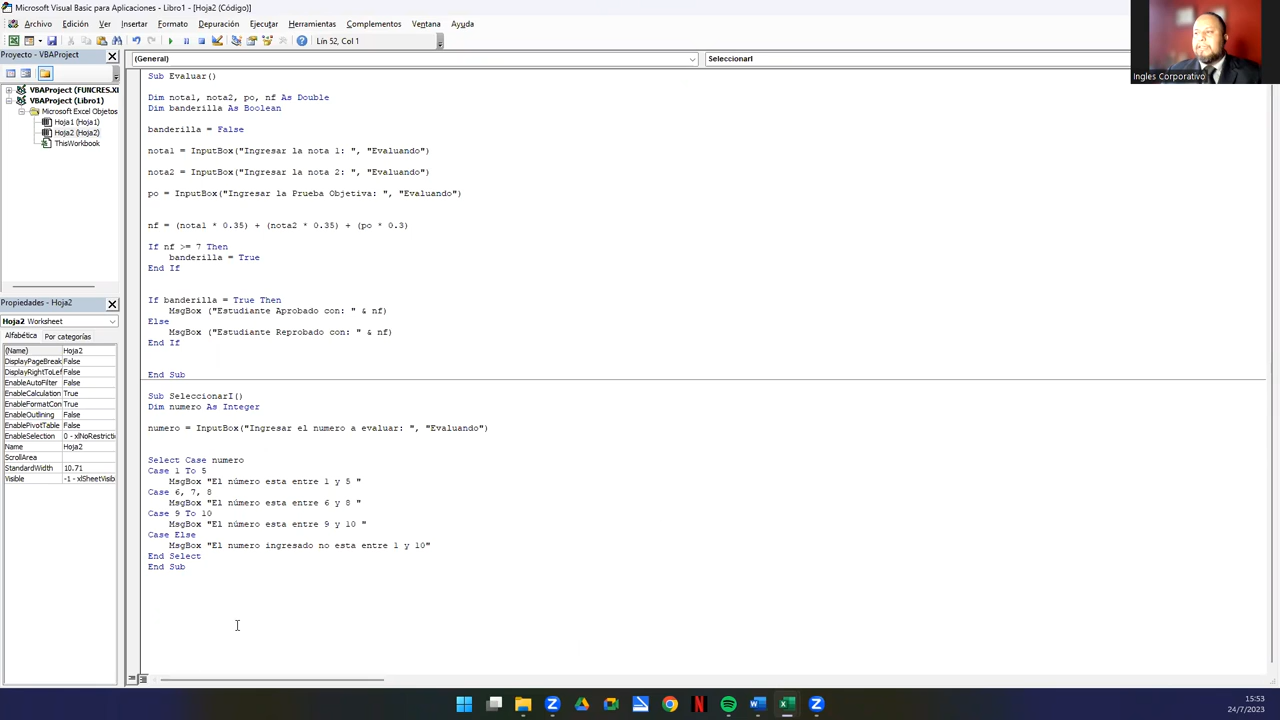 Microsoft Visual Basic para Aplicaciones - Libro1 - [Hoja2 (Código)]
Archivo Edición Ver Insertar Formato Depuración Ejecutar Herramientas Complementos Ventana Ayuda
Lín 52, Col 1
Proyecto - VBAProject
VBAProject (FUNCRES.XL
VBAProject (Libro1)
Microsoft Excel Objetos
Hoja1 (Hoja1)
Hoja2 (Hoja2)
ThisWorkbook
Propiedades - Hoja2
Hoja2 Worksheet
Alfabética Por categorías
(Name) Hoja2
DisplayPageBreak False
DisplayRightToLef False
EnableAutoFilter False
EnableCalculation True
EnableFormatCon True
EnableOutlining False
EnablePivotTable False
EnableSelection 0 - xlNoRestricti
Name Hoja2
ScrollArea
StandardWidth 10.71
Visible -1 - xlSheetVisib
(General) SeleccionarI
Sub Evaluar()
Dim nota1, nota2, po, nf As Double
Dim banderilla As Boolean
banderilla = False
nota1 = InputBox("Ingresar la nota 1: ", "Evaluando")
nota2 = InputBox("Ingresar la nota 2: ", "Evaluando")
po = InputBox("Ingresar la Prueba Objetiva: ", "Evaluando")
nf = (nota1 * 0.35) + (nota2 * 0.35) + (po * 0.3)
If nf >= 7 Then
banderilla = True
End If
If banderilla = True Then
MsgBox ("Estudiante Aprobado con: " & nf)
Else
MsgBox ("Estudiante Reprobado con: " & nf)
End If
End Sub
Sub SeleccionarI()
Dim numero As Integer
numero = InputBox("Ingresar el numero a evaluar: ", "Evaluando")
Select Case numero
Case 1 To 5
MsgBox "El número esta entre 1 y 5 "
Case 6, 7, 8
MsgBox "El número esta entre 6 y 8 "
Case 9 To 10
MsgBox "El número esta entre 9 y 10 "
Case Else
MsgBox "El numero ingresado no esta entre 1 y 10"
End Select
End Sub
Ingles Corporativo
15:53
24/7/2023